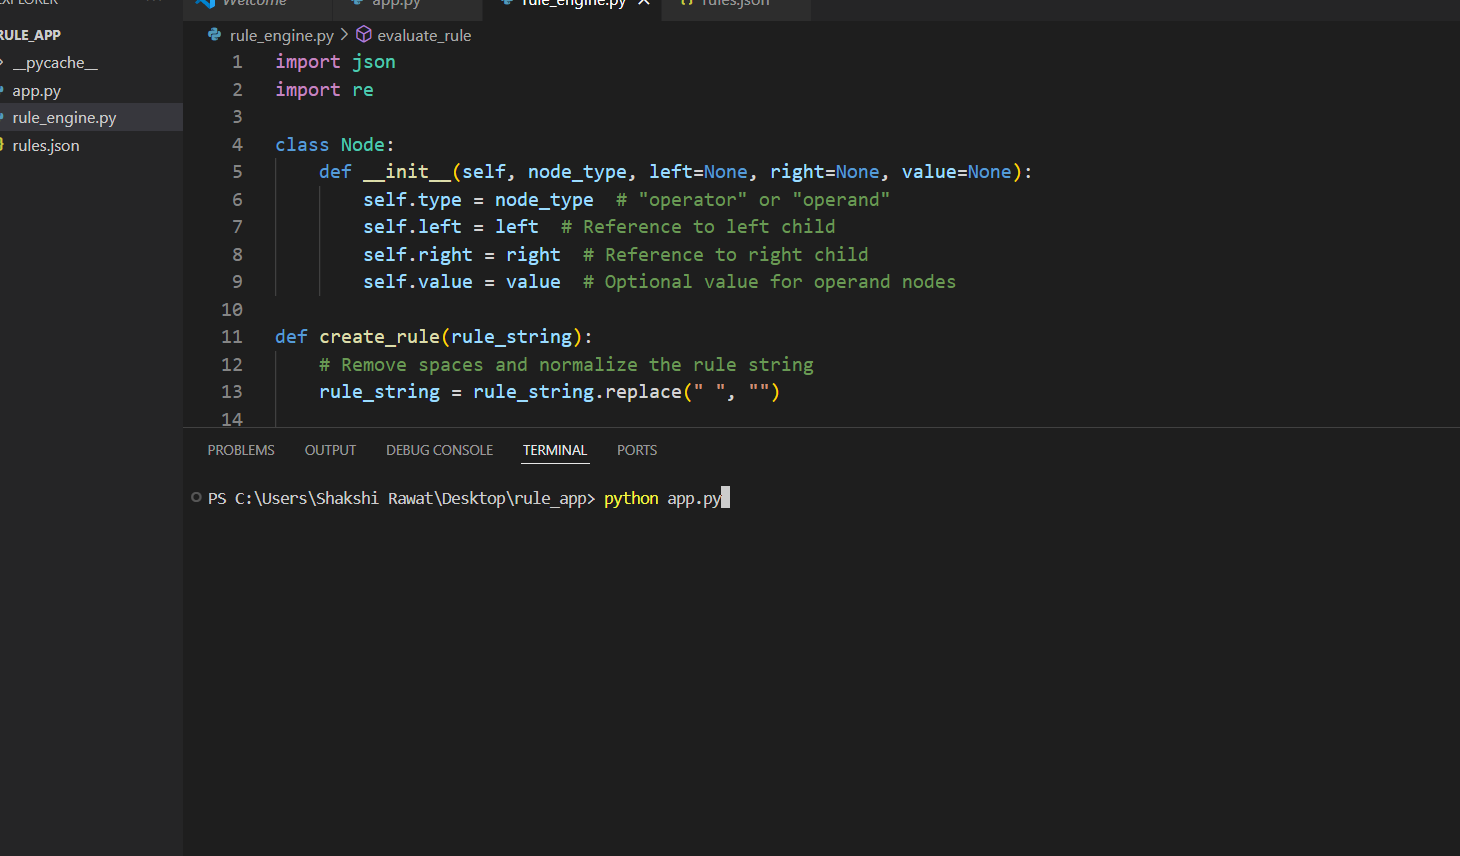 Welcome
app.py
rule_engine.py
rules.json
RULE_APP
__pycache__
app.py
rule_engine.py
rules.json
rule_engine.py > evaluate_rule
1 import json
2 import re
3
4 class Node:
5 def __init__(self, node_type, left=None, right=None, value=None):
6 self.type = node_type # "operator" or "operand"
7 self.left = left # Reference to left child
8 self.right = right # Reference to right child
9 self.value = value # Optional value for operand nodes
10
11 def create_rule(rule_string):
12 # Remove spaces and normalize the rule string
13 rule_string = rule_string.replace(" ", "")
14
PROBLEMS OUTPUT DEBUG CONSOLE TERMINAL PORTS
PS C:\Users\Shakshi Rawat\Desktop\rule_app> python app.py